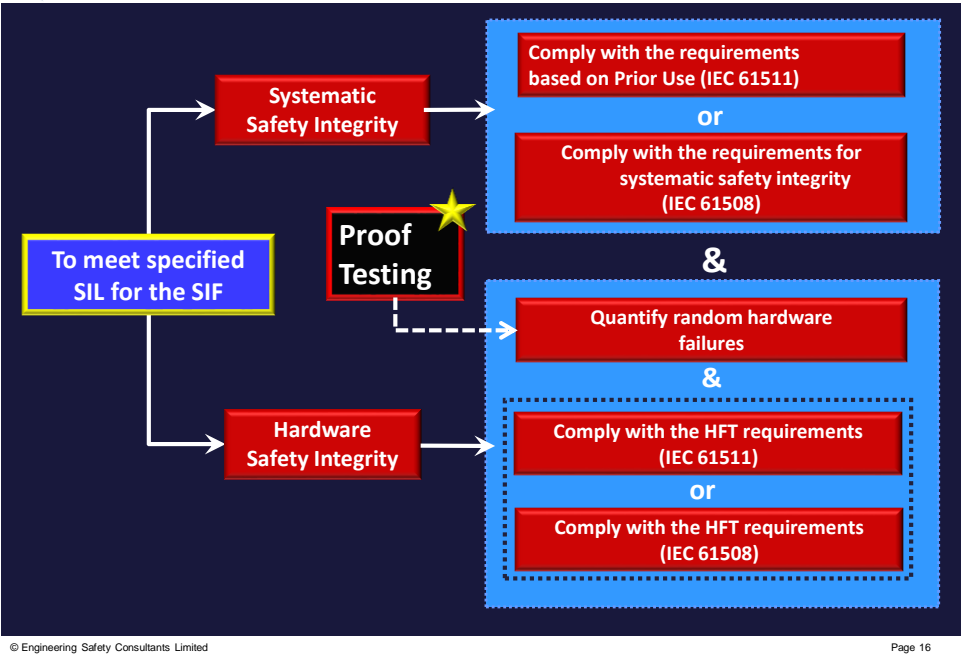 Comply with the requirements
based on Prior Use (IEC 61511)
Systematic
Safety Integrity
or
Comply with the requirements for
systematic safety integrity
(IEC 61508)
Proof
Testing
To meet specified
SIL for the SIF
&
Quantify random hardware
failures
&
Hardware
Safety Integrity
Comply with the HFT requirements
(IEC 61511)
or
Comply with the HFT requirements
(IEC 61508)
© Engineering Safety Consultants Limited
Page 16